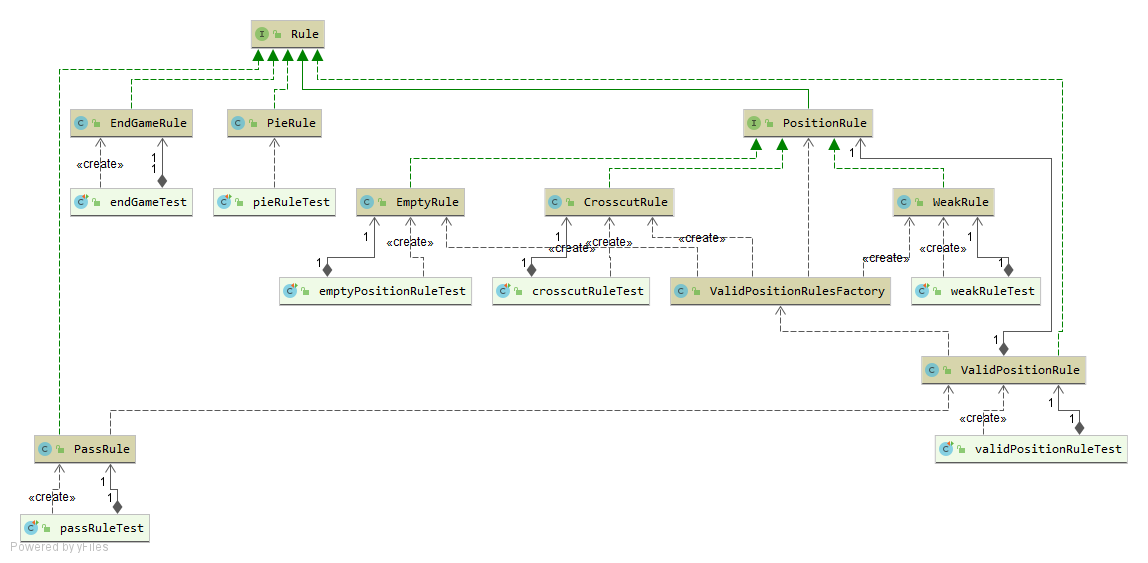 I Rule
C EndGameRule
C PieRule
I PositionRule
1
1
1
«create»
C endGameTest
C pieRuleTest
C EmptyRule
C CrosscutRule
C WeakRule
1
«create»
1
«create»
«create»
«create»
1
«create»
«create»
1
1
1
C emptyPositionRuleTest
C crosscutRuleTest
C ValidPositionRulesFactory
C weakRuleTest
1
C ValidPositionRule
1
«create»
1
C PassRule
C validPositionRuleTest
1
«create»
1
C passRuleTest
Powered by yFiles